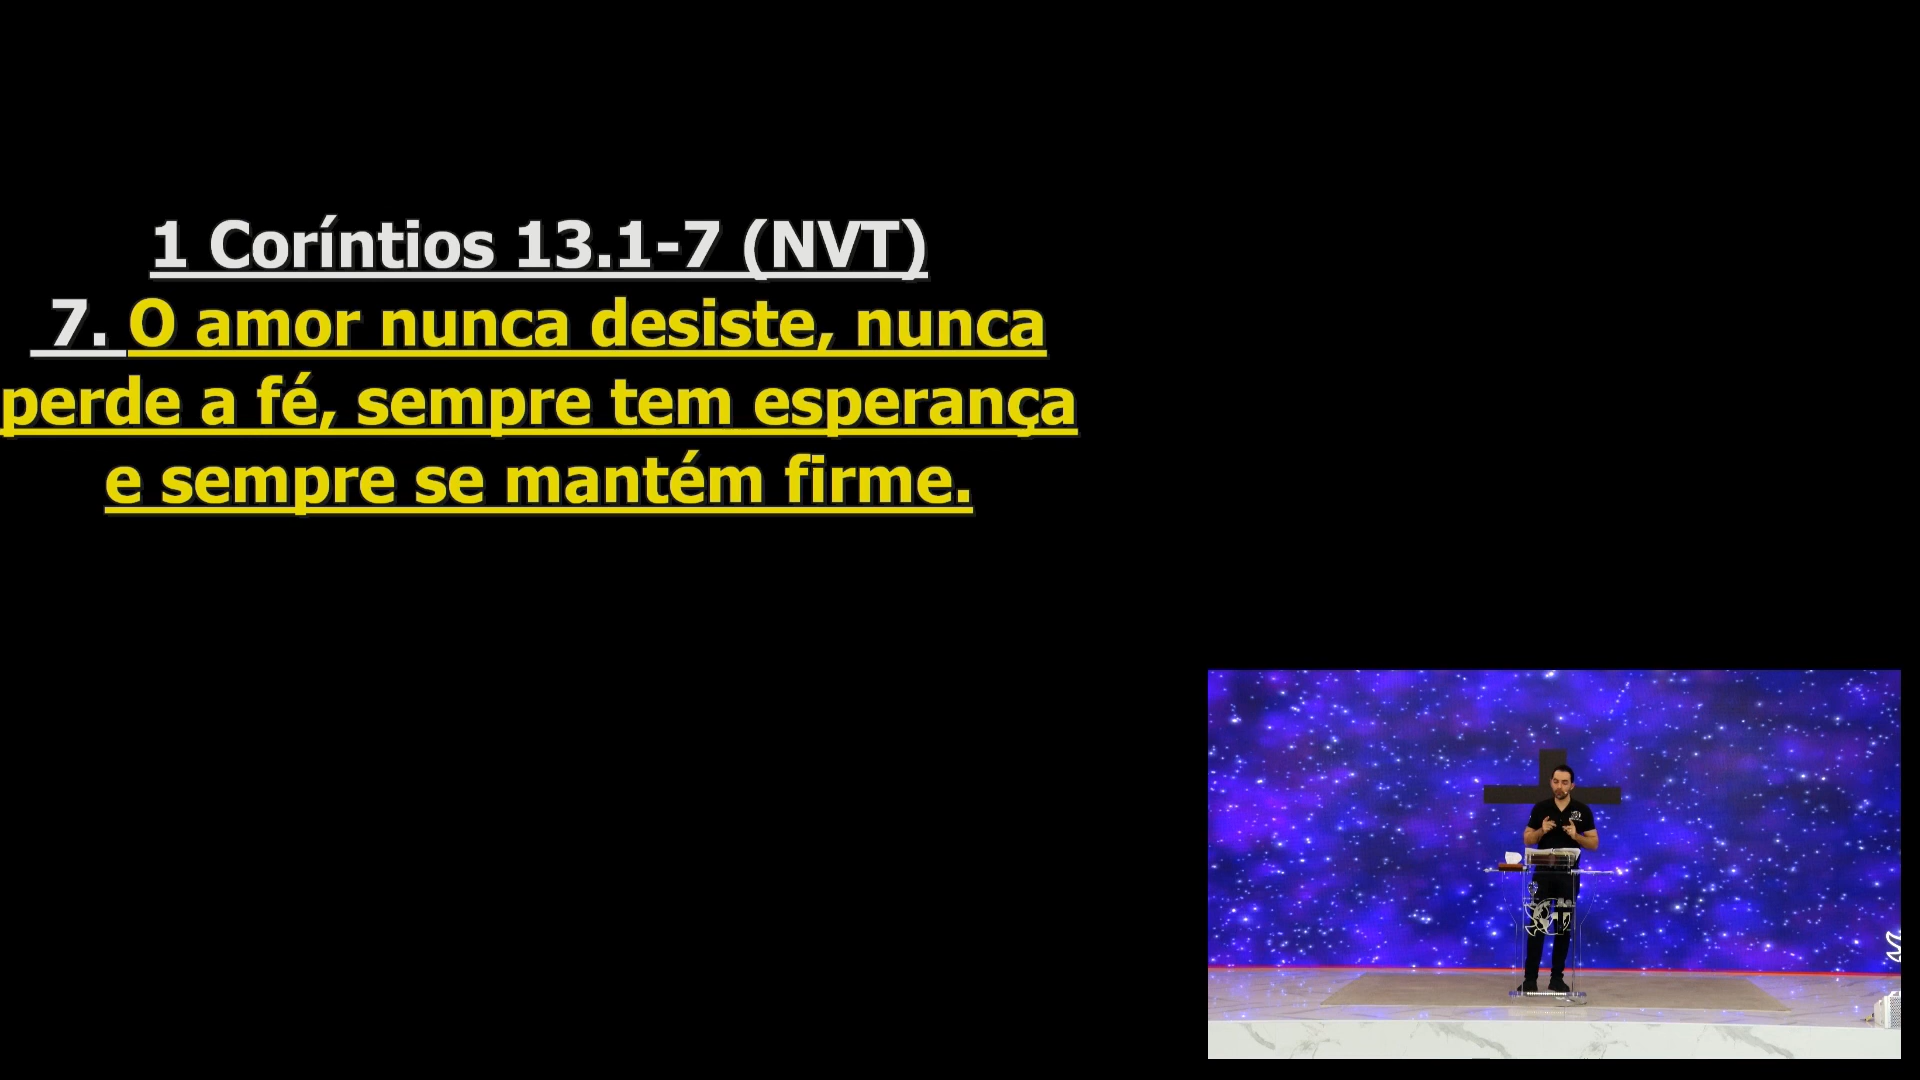 1 Coríntios 13.1-7 (NVT)
7. O amor nunca desiste, nunca
perde a fé, sempre tem esperança
e sempre se mantém firme.